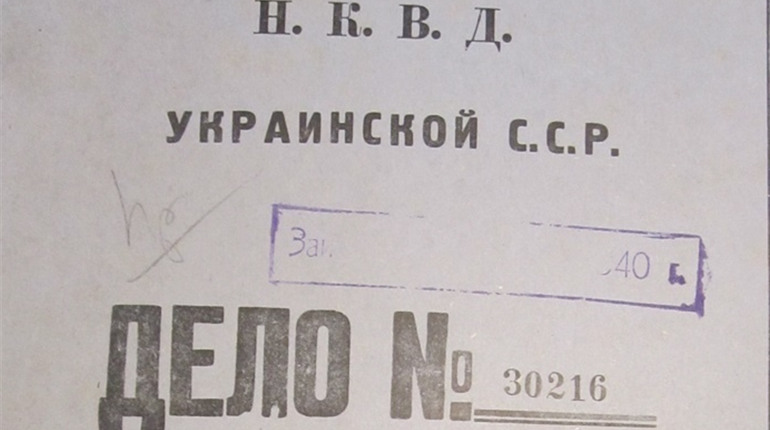 Н. К. В. Д.
УКРАИНСКОЙ С.С.Р.
40 г.
ДЕЛО № 30216